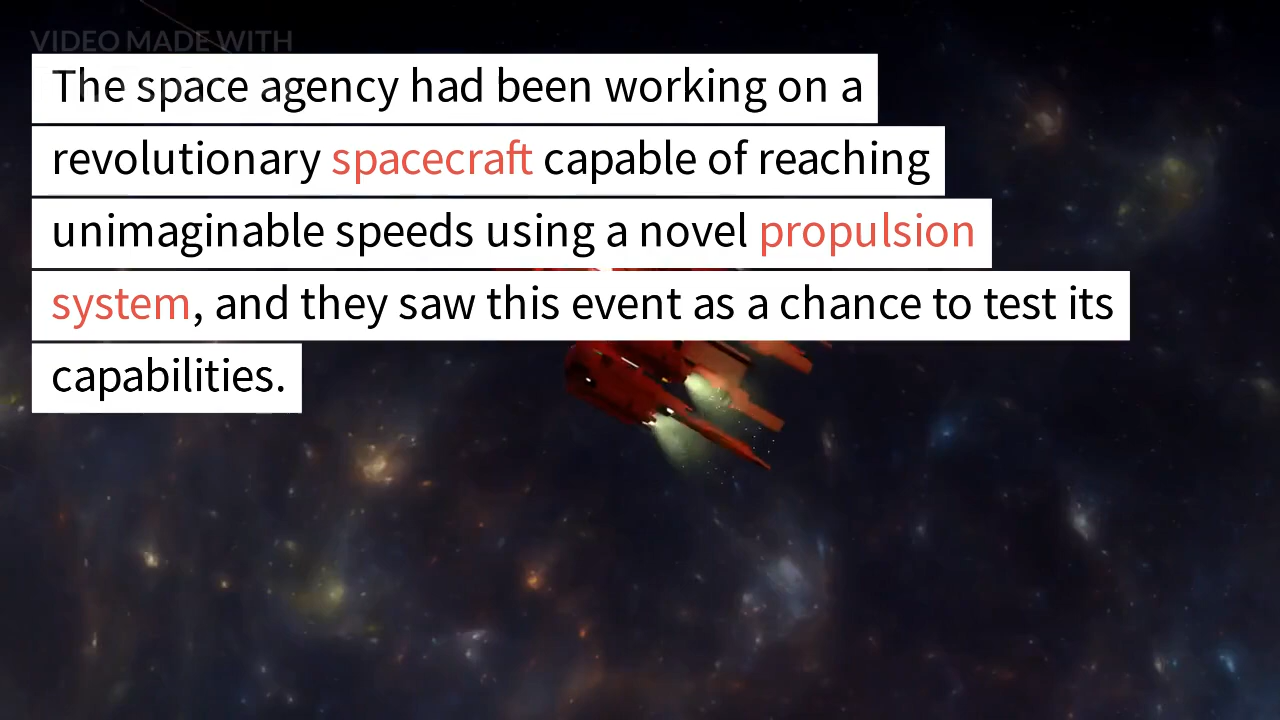 VIDEO MADE WITH
The space agency had been working on a
revolutionary spacecraft capable of reaching
unimaginable speeds using a novel propulsion
system, and they saw this event as a chance to test its
capabilities.